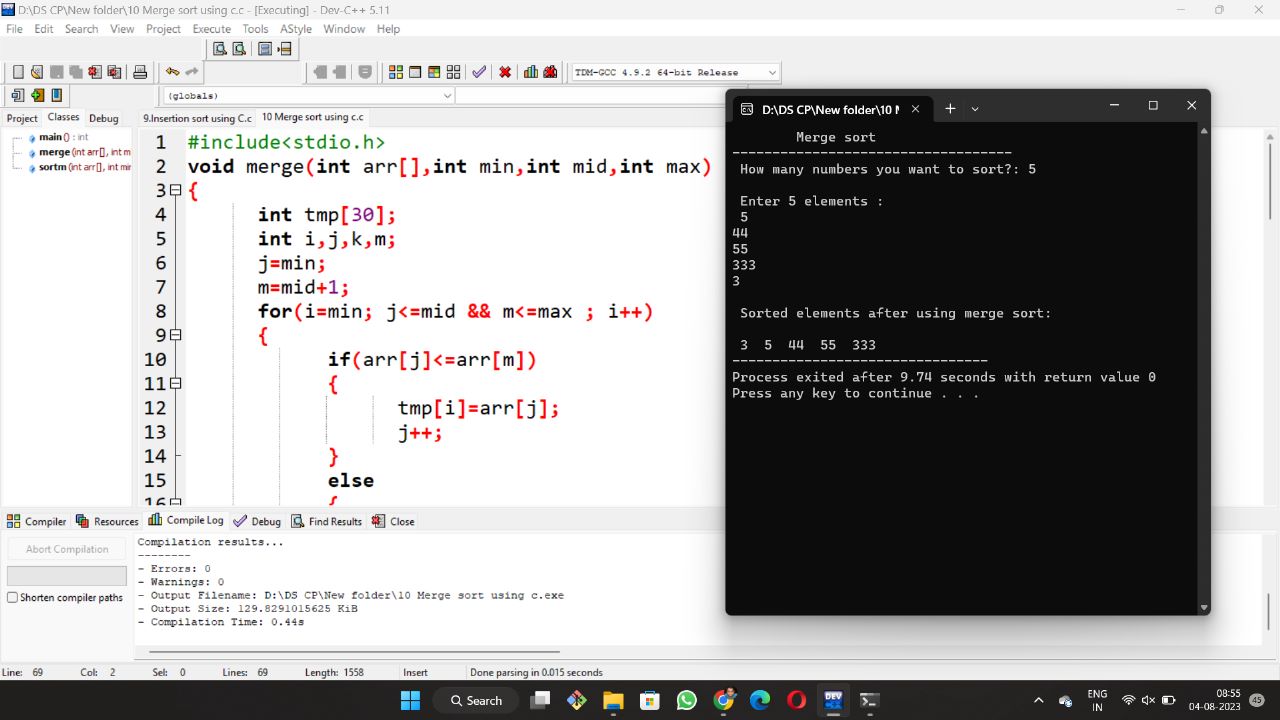 D:\DS CP\New folder\10 Merge sort using c.c - [Executing] - Dev-C++ 5.11
File Edit Search View Project Execute Tools AStyle Window Help
TDM-GCC 4.9.2 64-bit Release
(globals)
Project Classes Debug
9.Insertion sort using C.c 10 Merge sort using c.c
main () : int
merge (int arr[], int m
sortm (int arr[], int mir
1 #include<stdio.h>
2 void merge(int arr[],int min,int mid,int max)
3 {
4 int tmp[30];
5 int i,j,k,m;
6 j=min;
7 m=mid+1;
8 for(i=min; j<=mid && m<=max ; i++)
9 {
10 if(arr[j]<=arr[m])
11 {
12 tmp[i]=arr[j];
13 j++;
14 }
15 else
16 {
D:\DS CP\New folder\10 M
Merge sort
-----------------------------------
How many numbers you want to sort?: 5
Enter 5 elements :
5
44
55
333
3
Sorted elements after using merge sort:
3 5 44 55 333
--------------------------------
Process exited after 9.74 seconds with return value 0
Press any key to continue . . .
Compiler Resources Compile Log Debug Find Results Close
Abort Compilation
Shorten compiler paths
Compilation results...
--------
- Errors: 0
- Warnings: 0
- Output Filename: D:\DS CP\New folder\10 Merge sort using c.exe
- Output Size: 129.8291015625 KiB
- Compilation Time: 0.44s
Line: 69 Col: 2 Sel: 0 Lines: 69 Length: 1558 Insert Done parsing in 0.015 seconds
Search
DEV
ENG
IN
08:55
04-08-2023
45